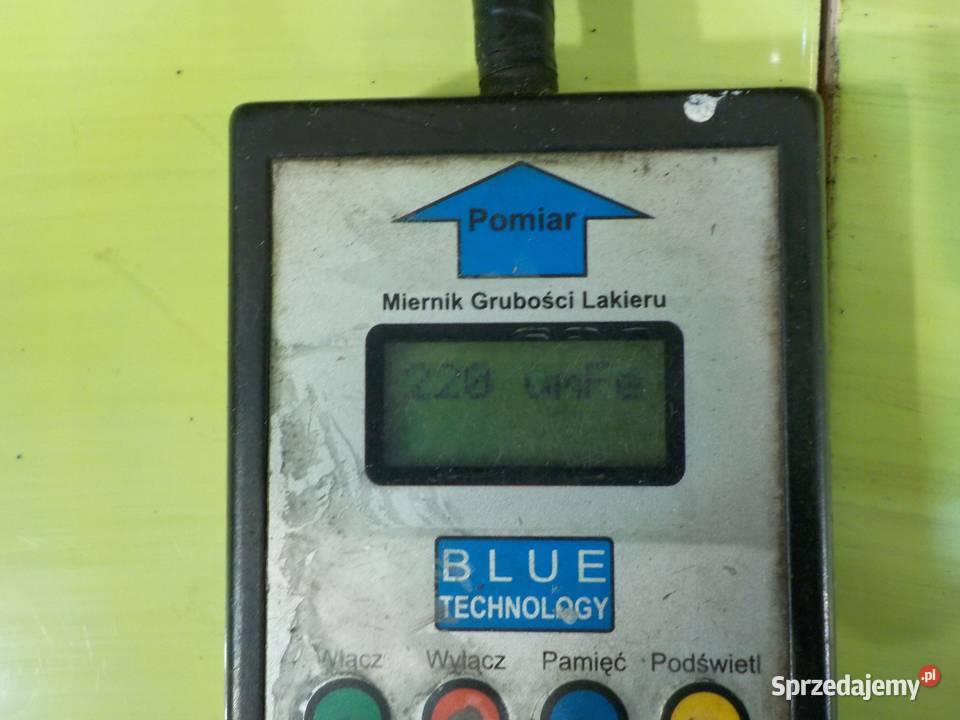 Pomiar
Miernik Grubości Lakieru
220 umFe
BLUE
TECHNOLOGY
Włącz Wyłącz Pamięć Podświetl
Sprzedajemy.pl